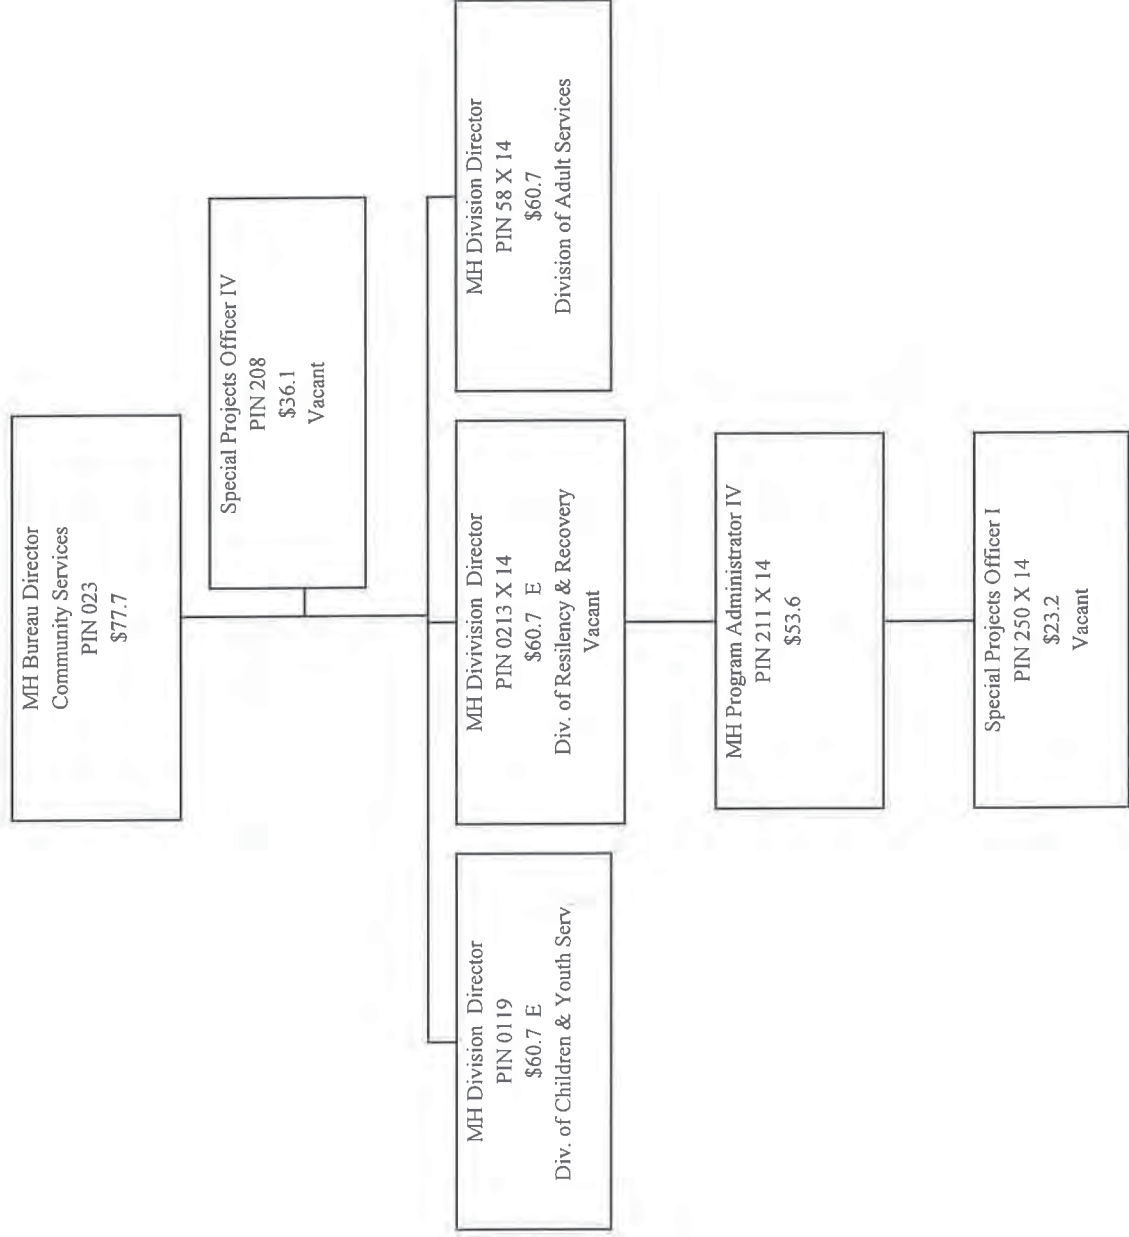 MH Bureau Director
Community Services
PIN 023
$77.7
Special Projects Officer IV
PIN 208
$36.1
Vacant
MH Division Director
PIN 0119
$60.7 E
Div. of Children & Youth Serv.
MH Divivision Director
PIN 0213 X 14
$60.7 E
Div. of Resilency & Recovery
Vacant
MH Division Director
PIN 58 X 14
$60.7
Division of Adult Services
MH Program Administrator IV
PIN 211 X 14
$53.6
Special Projects Officer I
PIN 250 X 14
$23.2
Vacant